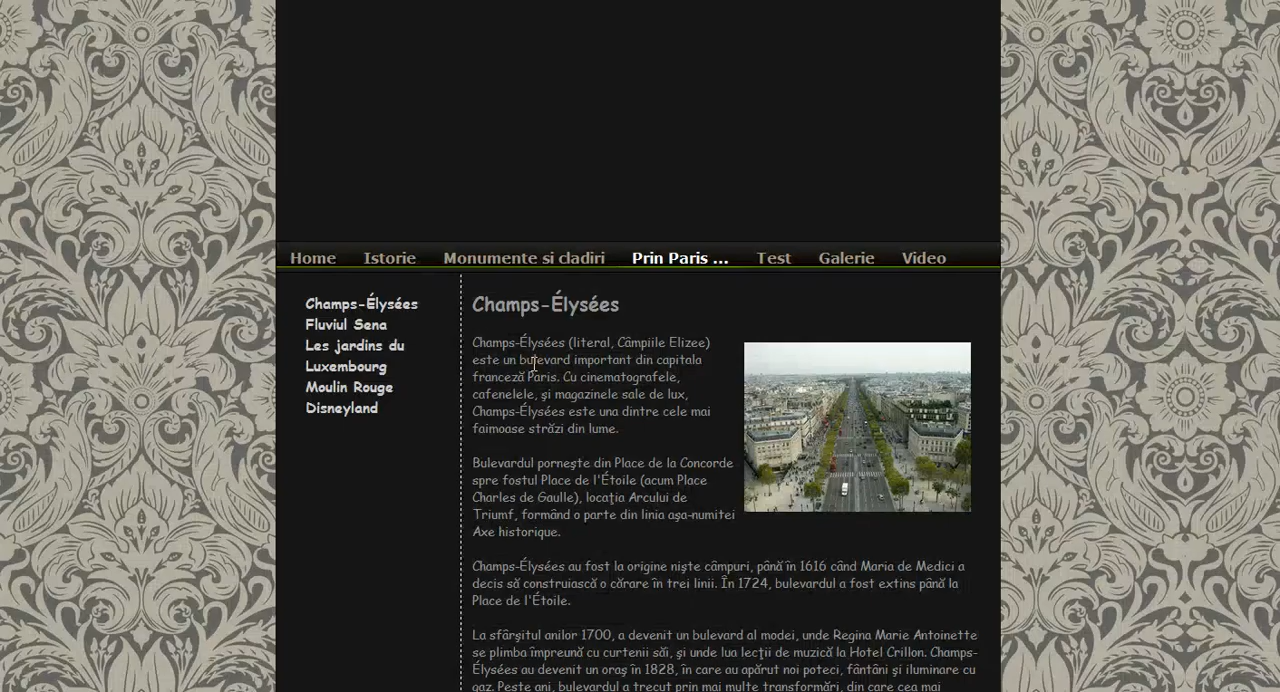 Home Istorie Monumente si cladiri Prin Paris ... Test Galerie Video
Champs-Élysées
Fluviul Sena
Les jardins du
Luxembourg
Moulin Rouge
Disneyland
Champs-Élysées
Champs-Élysées (literal, Câmpiile Elizee)
este un bulevard important din capitala
franceză Paris. Cu cinematografele,
cafenelele, şi magazinele sale de lux,
Champs-Élysées este una dintre cele mai
faimoase străzi din lume.
Bulevardul porneşte din Place de la Concorde
spre fostul Place de l'Étoile (acum Place
Charles de Gaulle), locaţia Arcului de
Triumf, formând o parte din linia aşa-numitei
Axe historique.
Champs-Élysées au fost la origine nişte câmpuri, până în 1616 când Maria de Medici a
decis să construiască o cărare în trei linii. În 1724, bulevardul a fost extins până la
Place de l'Étoile.
La sfârşitul anilor 1700, a devenit un bulevard al modei, unde Regina Marie Antoinette
se plimba împreună cu curtenii săi, şi unde lua lecţii de muzică la Hotel Crillon. Champs-
Élysées au devenit un oraş în 1828, în care au apărut noi poteci, fântâni şi iluminare cu
gaz. Peste ani, bulevardul a trecut prin mai multe transformări, din care cea mai